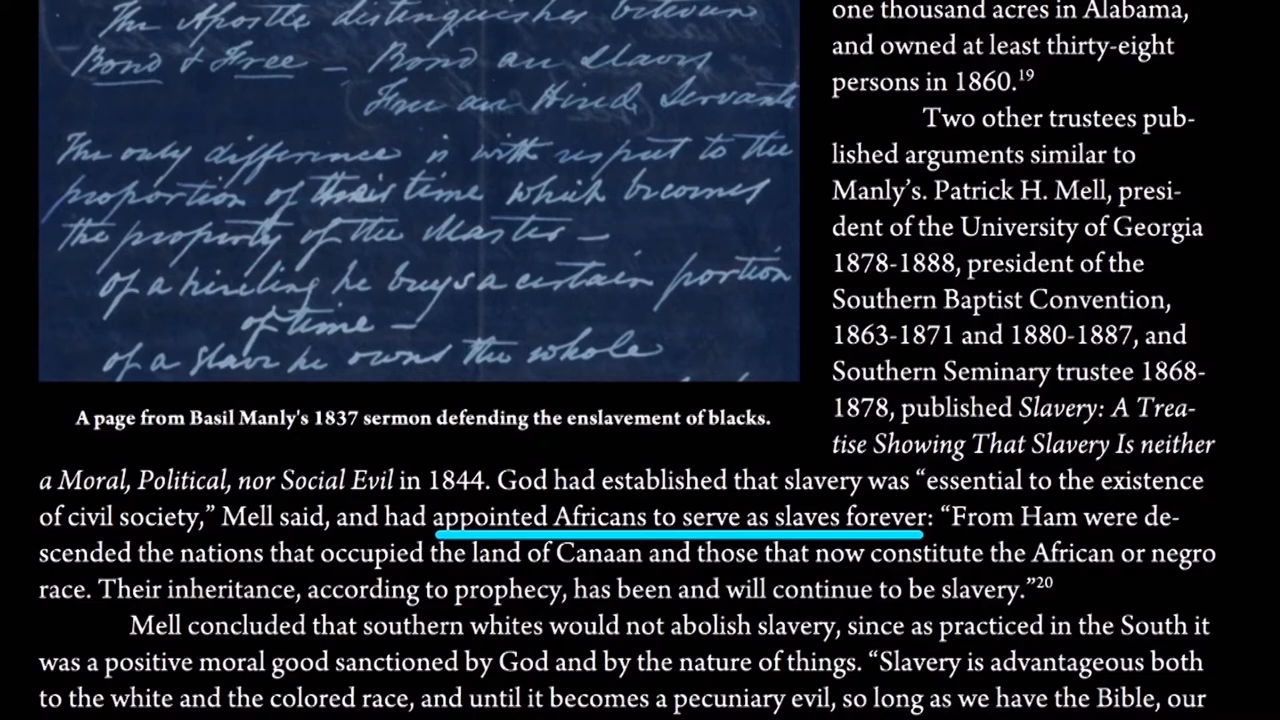 The Apostle distinguishes between
Bond & Free – Bond are Slaves
Free are Hired Servants
The only difference is with respect to the
proportion of their time which becomes
the property of the Master –
of a hireling he buys a certain portion
of time –
of a slave he owns the whole
A page from Basil Manly's 1837 sermon defending the enslavement of blacks.
one thousand acres in Alabama,
and owned at least thirty-eight
persons in 1860.19
Two other trustees pub-
lished arguments similar to
Manly’s. Patrick H. Mell, presi-
dent of the University of Georgia
1878-1888, president of the
Southern Baptist Convention,
1863-1871 and 1880-1887, and
Southern Seminary trustee 1868-
1878, published Slavery: A Trea-
tise Showing That Slavery Is neither
a Moral, Political, nor Social Evil in 1844. God had established that slavery was “essential to the existence
of civil society,” Mell said, and had appointed Africans to serve as slaves forever: “From Ham were de-
scended the nations that occupied the land of Canaan and those that now constitute the African or negro
race. Their inheritance, according to prophecy, has been and will continue to be slavery.”20
Mell concluded that southern whites would not abolish slavery, since as practiced in the South it
was a positive moral good sanctioned by God and by the nature of things. “Slavery is advantageous both
to the white and the colored race, and until it becomes a pecuniary evil, so long as we have the Bible, our